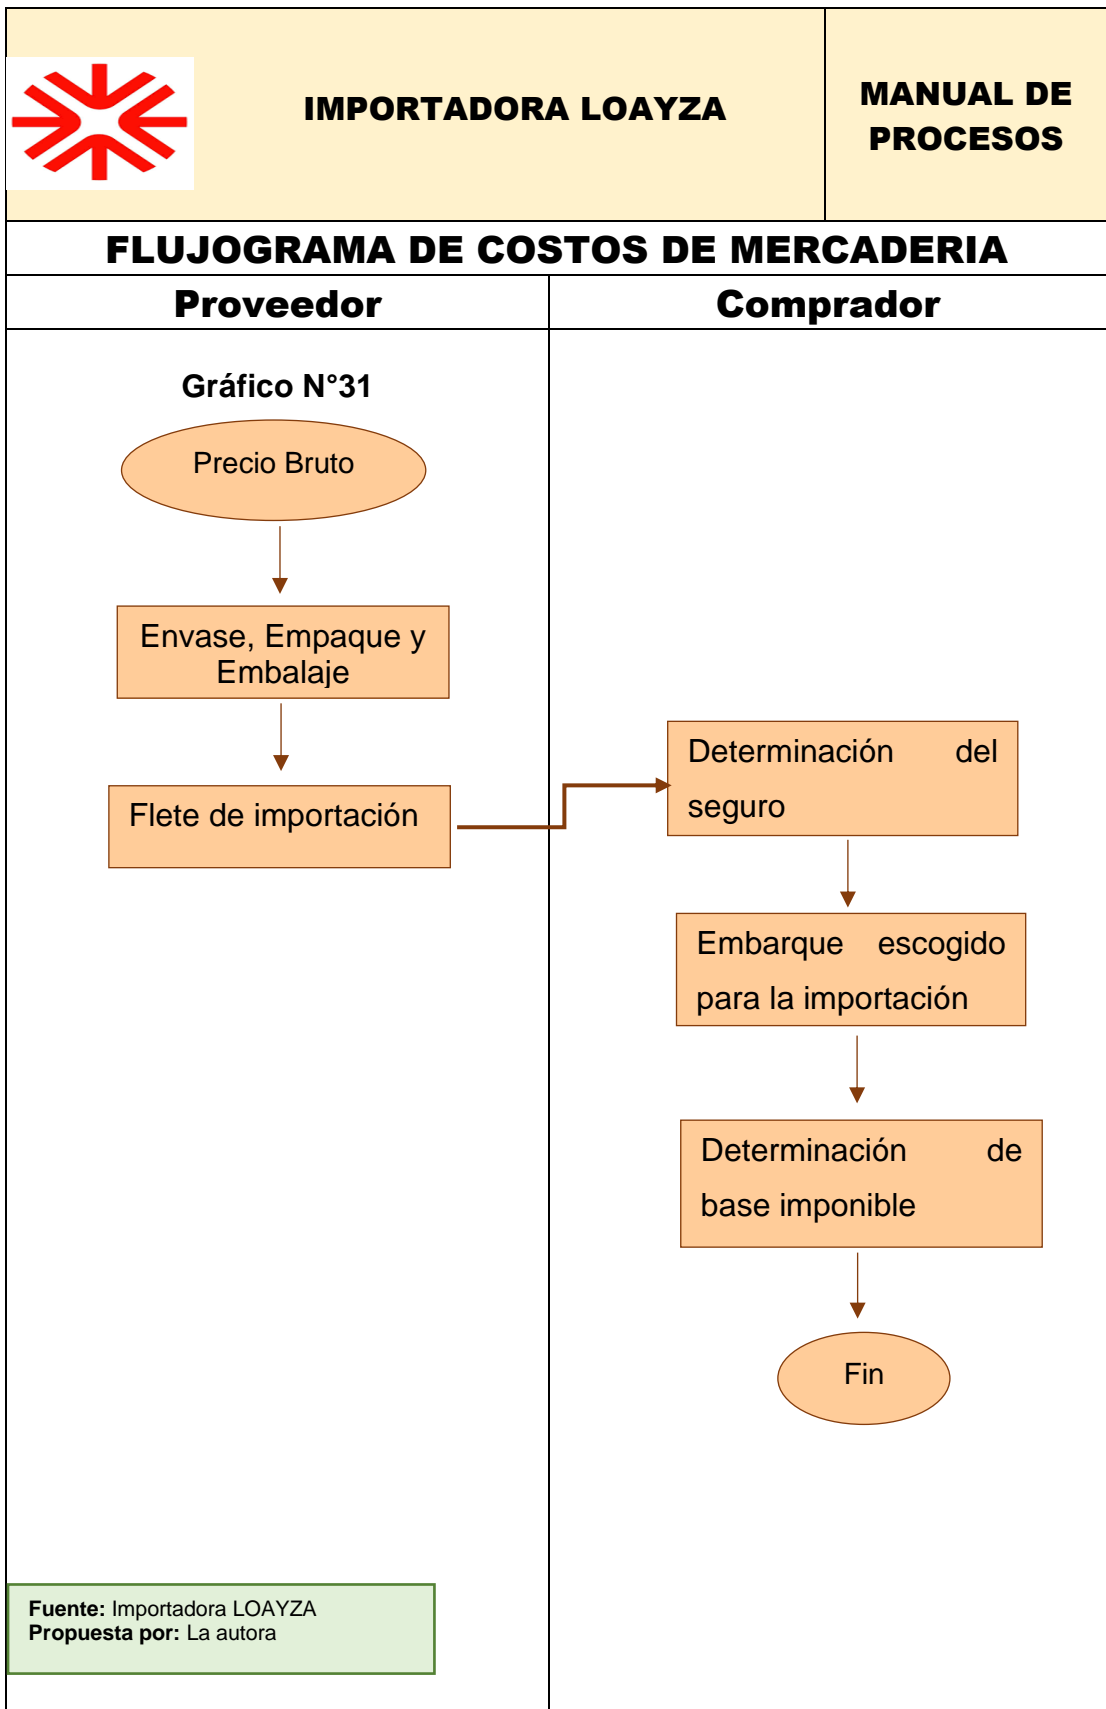 IMPORTADORA LOAYZA
MANUAL DE
PROCESOS
FLUJOGRAMA DE COSTOS DE MERCADERIA
Proveedor
Comprador
Gráfico N°31
Precio Bruto
Envase, Empaque y
Embalaje
Flete de importación
Determinación del
seguro
Embarque escogido
para la importación
Determinación de
base imponible
Fin
Fuente: Importadora LOAYZA
Propuesta por: La autora